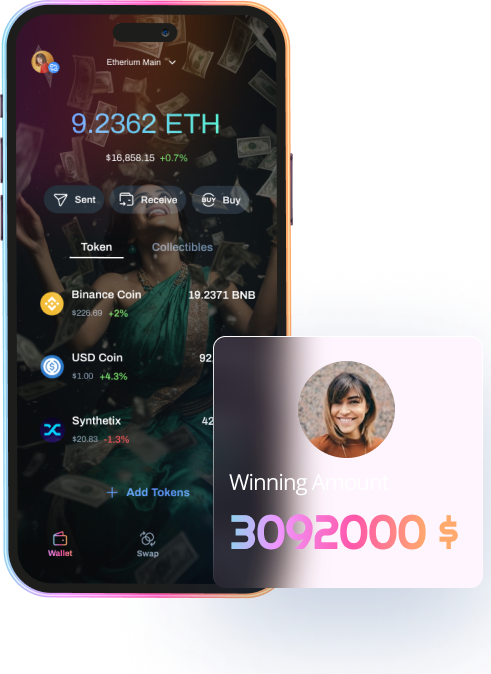 Etherium Main
9.2362 ETH
$16,858.15 +0.7%
Sent
Receive
BUY Buy
Token
Collectibles
Binance Coin 19.2371 BNB
$226.69 +2%
USD Coin 92,
$1.00 +4.3%
Synthetix 42
$20.83 -1.3%
+ Add Tokens
Wallet
Swap
Winning Amount
3092000 $